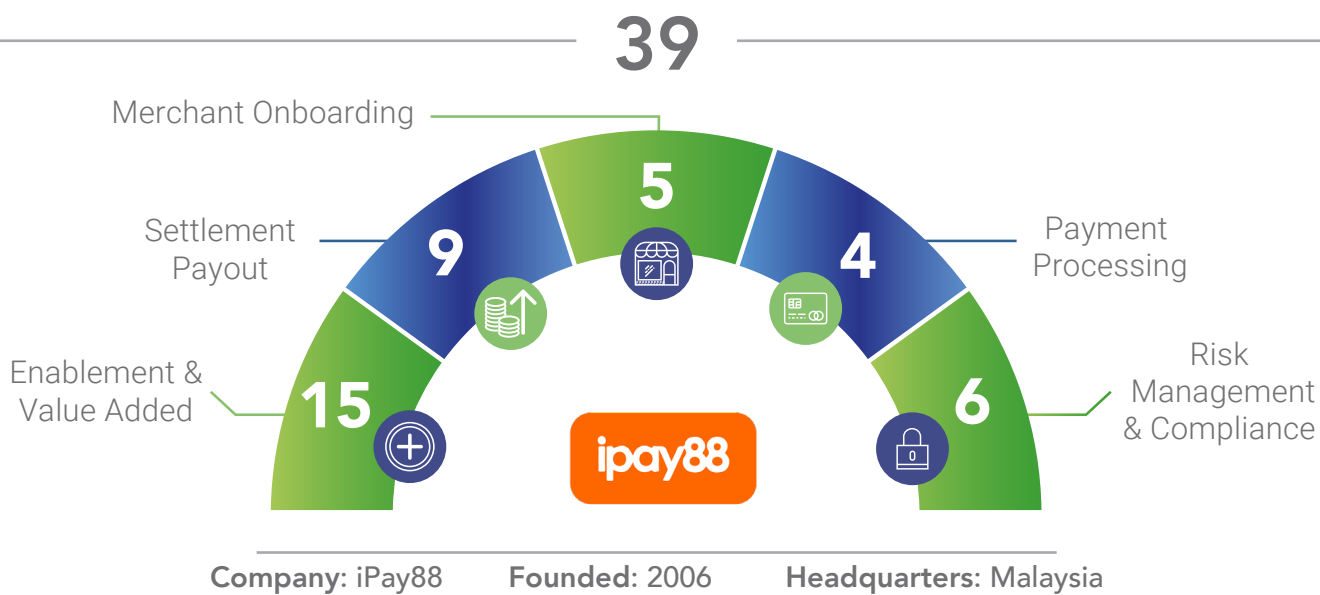 39
Merchant Onboarding
5
Settlement
Payout
9
4
Payment
Processing
Enablement &
Value Added
15
6
Risk
Management
& Compliance
ipay88
Company: iPay88 Founded: 2006 Headquarters: Malaysia